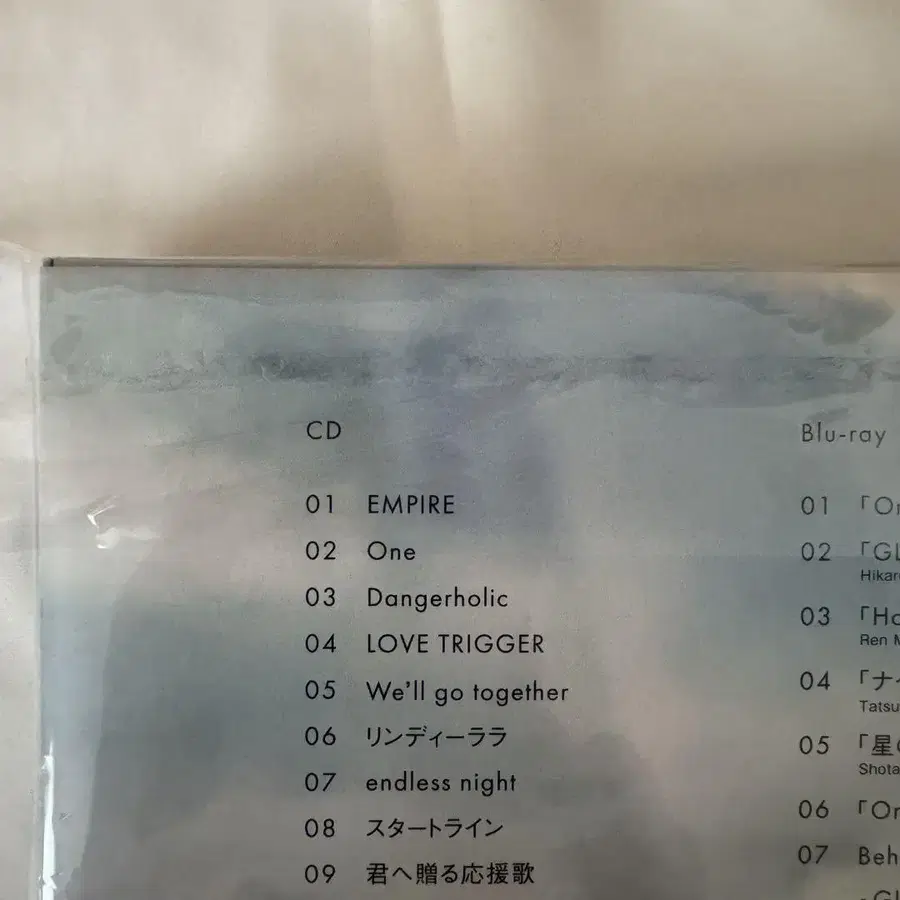 CD
01 EMPIRE
02 One
03 Dangerholic
04 LOVE TRIGGER
05 We'll go together
06 リンディーララ
07 endless night
08 スタートライン
09 君へ贈る応援歌
Blu-ray
01
02
03
Ren
04
05
06
07